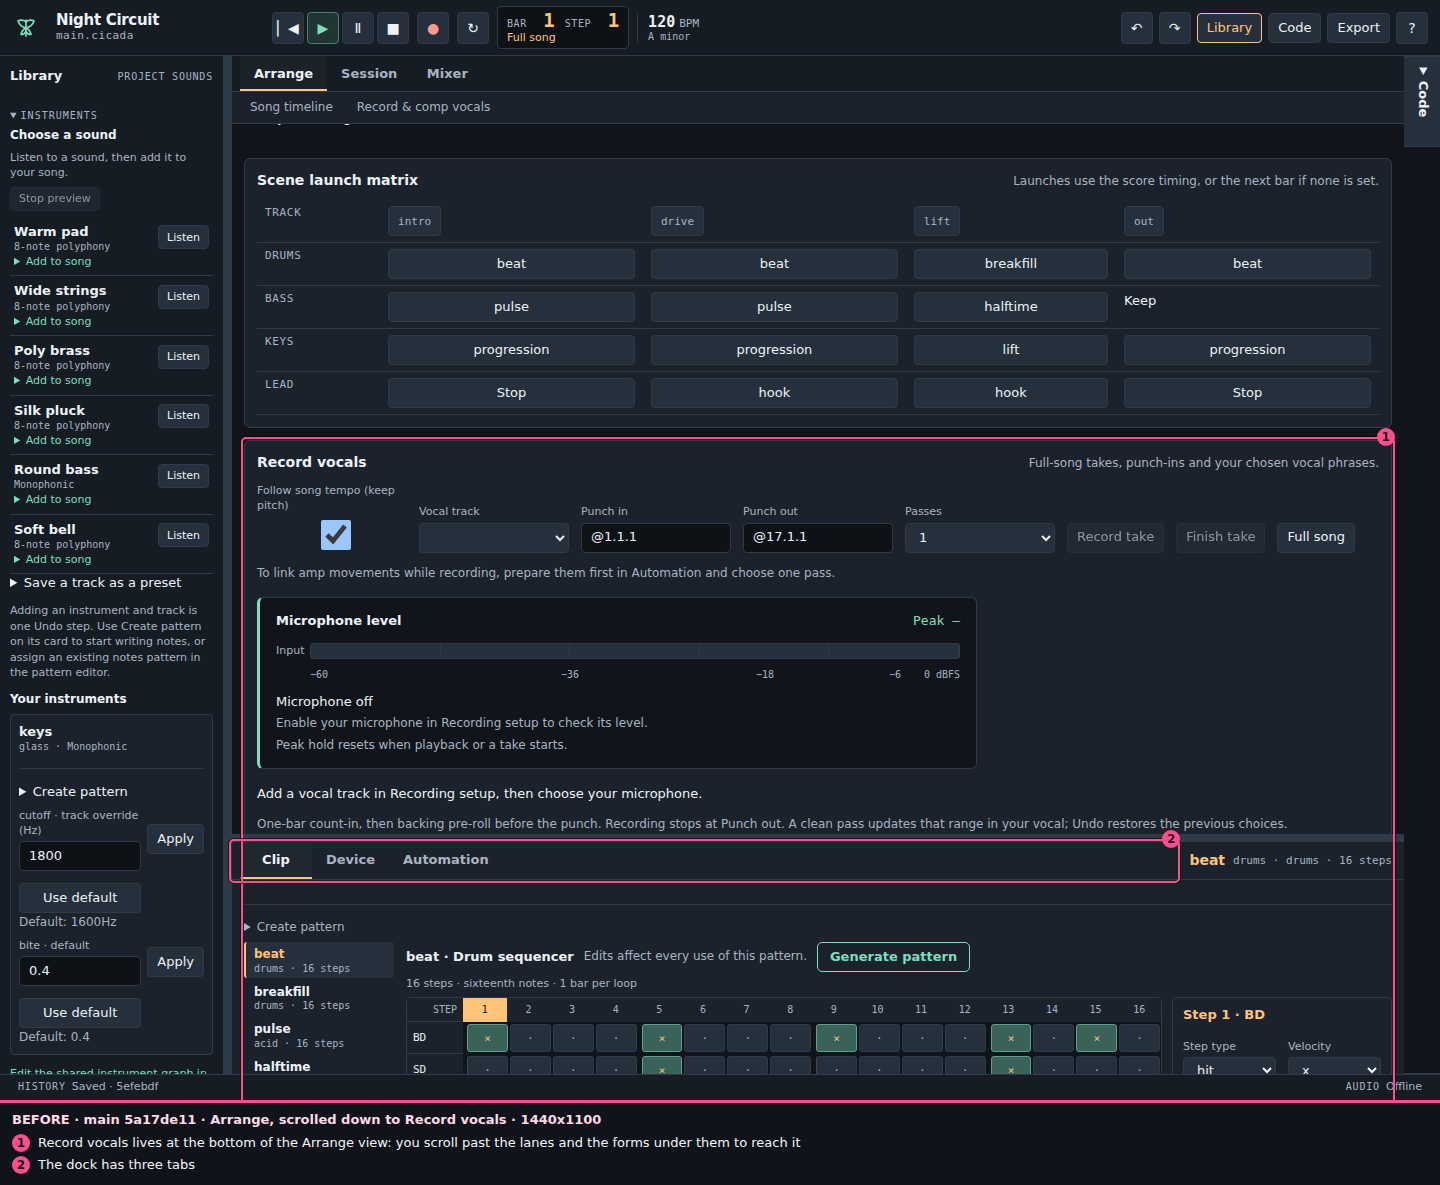 Night Circuit
main.cicada
BAR 1 STEP 1
Full song
120 BPM
A minor
Library
Code
Export
?
Library
PROJECT SOUNDS
INSTRUMENTS
Choose a sound
Listen to a sound, then add it to
your song.
Stop preview
Warm pad
8-note polyphony
Add to song
Listen
Wide strings
8-note polyphony
Add to song
Listen
Poly brass
8-note polyphony
Add to song
Listen
Silk pluck
8-note polyphony
Add to song
Listen
Round bass
Monophonic
Add to song
Listen
Soft bell
8-note polyphony
Add to song
Listen
Save a track as a preset
Adding an instrument and track is
one Undo step. Use Create pattern
on its card to start writing notes, or
assign an existing notes pattern in
the pattern editor.
Your instruments
keys
glass · Monophonic
Create pattern
cutoff · track override
(Hz)
1800
Apply
Use default
Default: 1600Hz
bite · default
0.4
Apply
Use default
Default: 0.4
Edit the shared instrument graph in
Arrange Session Mixer
Song timeline Record & comp vocals
Code
Scene launch matrix
Launches use the score timing, or the next bar if none is set.
TRACK intro drive lift out
DRUMS beat beat breakfill beat
BASS pulse pulse halftime Keep
KEYS progression progression lift progression
LEAD Stop hook hook Stop
1
Record vocals
Full-song takes, punch-ins and your chosen vocal phrases.
Follow song tempo (keep
pitch)
Vocal track
Punch in
@1.1.1
Punch out
@17.1.1
Passes
1
Record take
Finish take
Full song
To link amp movements while recording, prepare them first in Automation and choose one pass.
Microphone level
Peak —
Input
−60 −36 −18 −6 0 dBFS
Microphone off
Enable your microphone in Recording setup to check its level.
Peak hold resets when playback or a take starts.
Add a vocal track in Recording setup, then choose your microphone.
One-bar count-in, then backing pre-roll before the punch. Recording stops at Punch out. A clean pass updates that range in your vocal; Undo restores the previous choices.
2
Clip Device Automation
beat drums · drums · 16 steps
Create pattern
beat
drums · 16 steps
breakfill
drums · 16 steps
pulse
acid · 16 steps
halftime
beat · Drum sequencer
Edits affect every use of this pattern.
Generate pattern
16 steps · sixteenth notes · 1 bar per loop
STEP 1 2 3 4 5 6 7 8 9 10 11 12 13 14 15 16
BD × · · · × · · · × · · · × · × ·
SD · · · · × · · · · · · · × · · ·
Step 1 · BD
Step type
hit
Velocity
x
HISTORY Saved · 5efebdf
AUDIO Offline
BEFORE · main 5a17de11 · Arrange, scrolled down to Record vocals · 1440x1100
1 Record vocals lives at the bottom of the Arrange view: you scroll past the lanes and the forms under them to reach it
2 The dock has three tabs